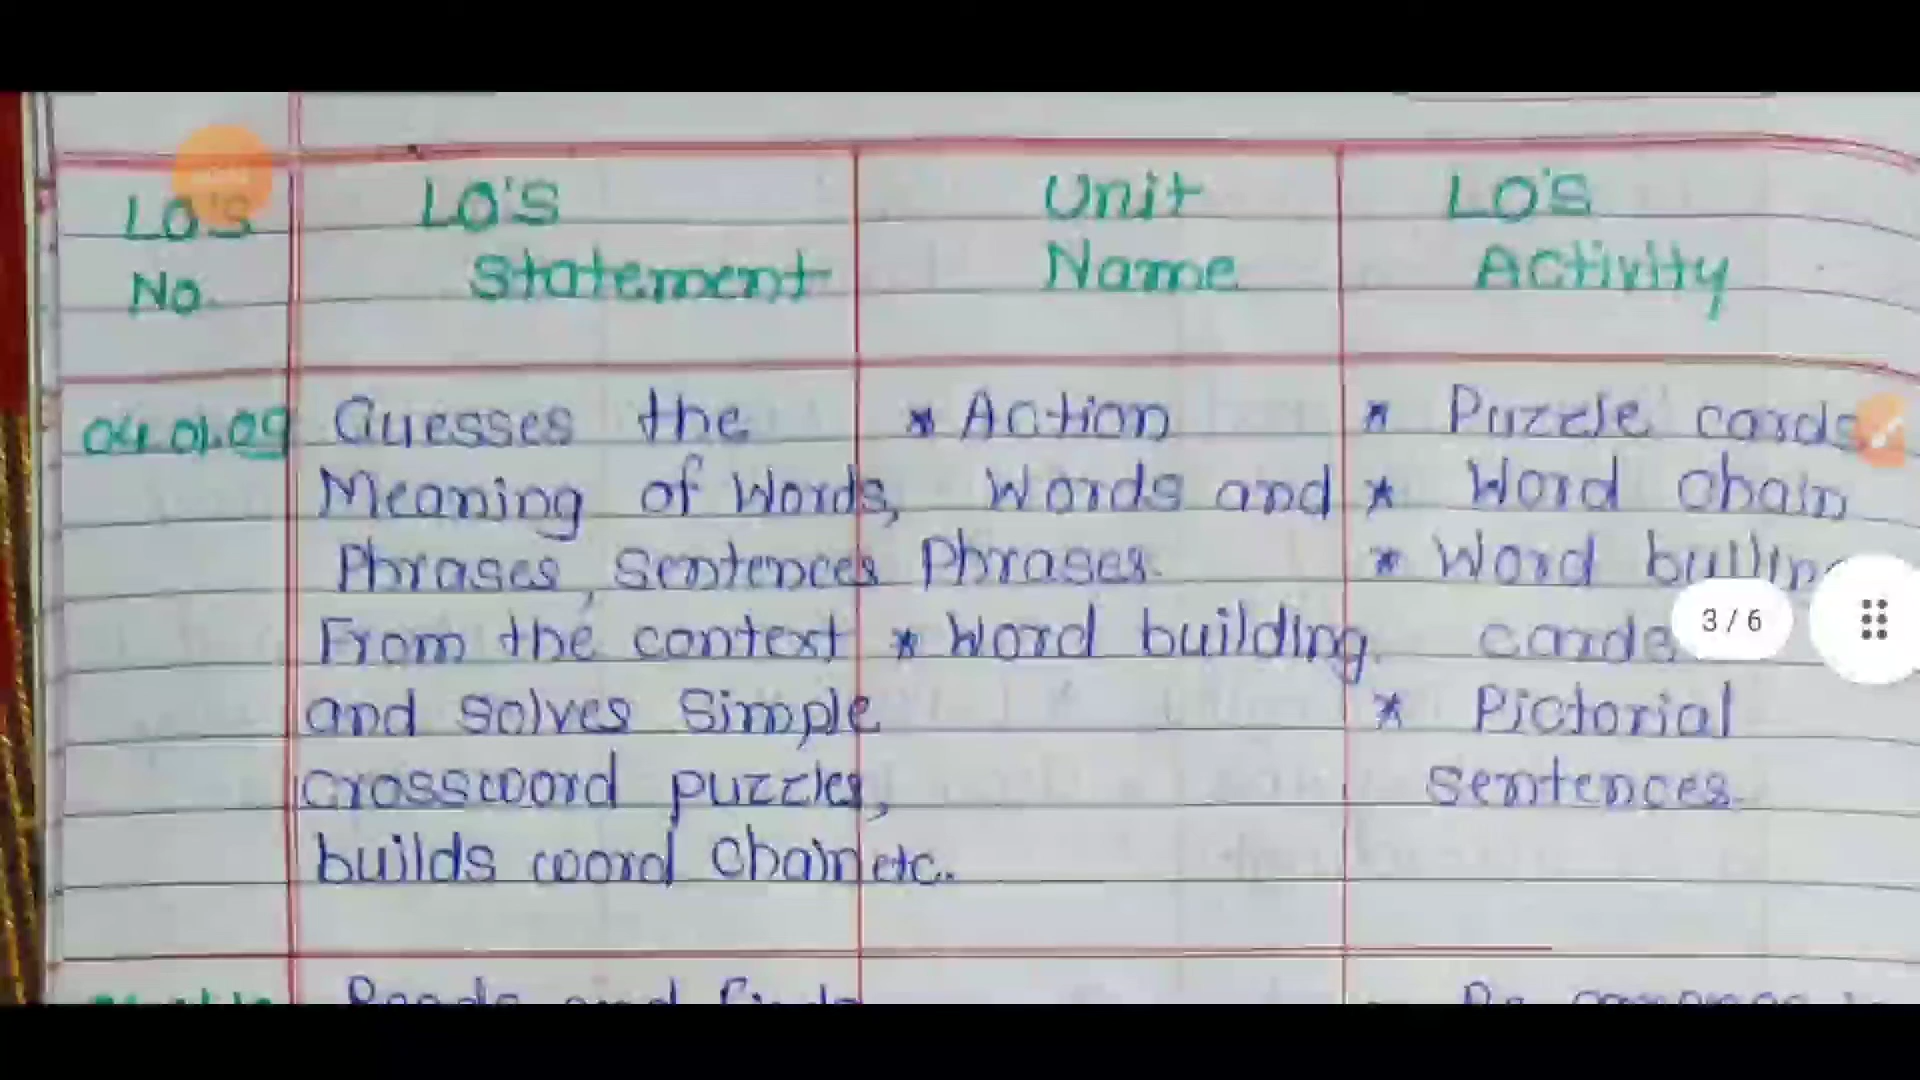 LO'S LO'S Unit LO'S
No. Statement Name Activity
04.01.09 Guesses the * Action * Puzzle cards
Meaning of Words, Words and * Word chain
Phrases, sentences Phrases. * Word
From the context * Word building. cards
and solves Simple * Pictorial
crossword puzzles, sentences.
builds word chain etc.
3 / 6